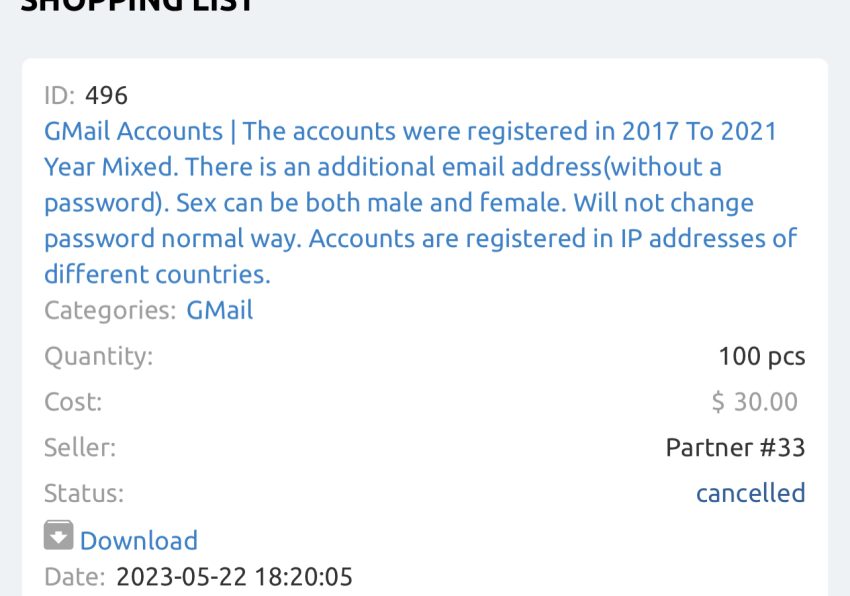 SHOPPING LIST
ID: 496
GMail Accounts | The accounts were registered in 2017 To 2021
Year Mixed. There is an additional email address(without a
password). Sex can be both male and female. Will not change
password normal way. Accounts are registered in IP addresses of
different countries.
Categories: GMail
Quantity: 100 pcs
Cost: $ 30.00
Seller: Partner #33
Status: cancelled
Download
Date: 2023-05-22 18:20:05